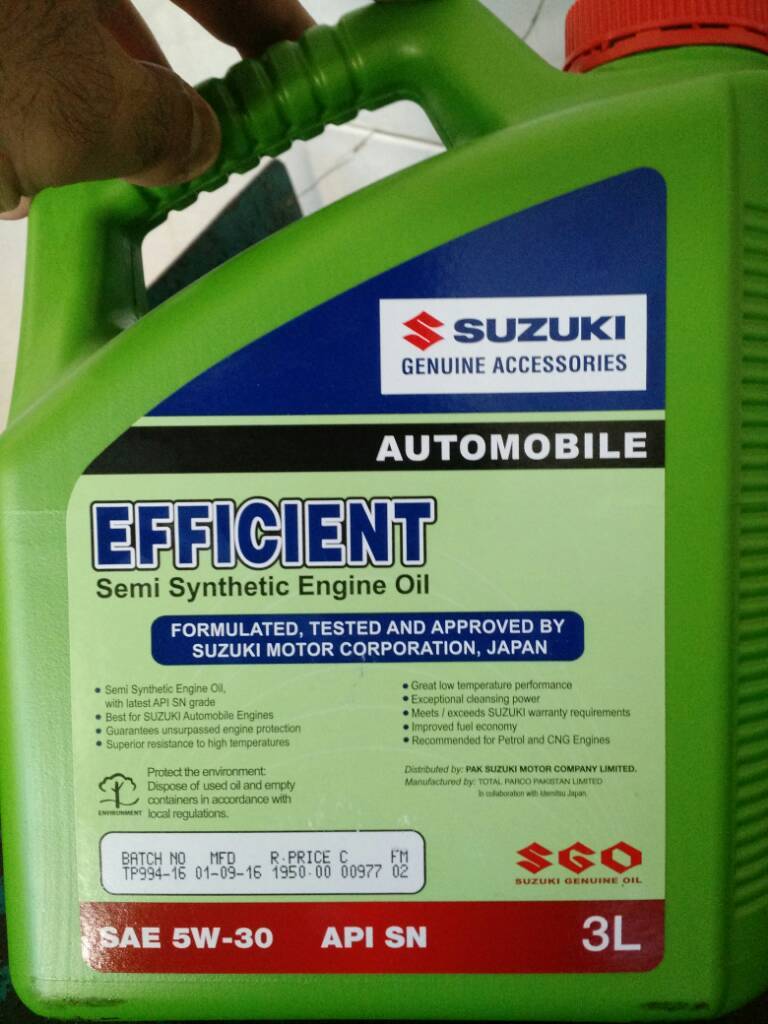 SUZUKI
GENUINE ACCESSORIES
AUTOMOBILE
EFFICIENT
Semi Synthetic Engine Oil
FORMULATED, TESTED AND APPROVED BY
SUZUKI MOTOR CORPORATION, JAPAN
• Semi Synthetic Engine Oil,
with latest API SN grade
• Best for SUZUKI Automobile Engines
• Guarantees unsurpassed engine protection
• Superior resistance to high temperatures
• Great low temperature performance
• Exceptional cleansing power
• Meets / exceeds SUZUKI warranty requirements
• Improved fuel economy
• Recommended for Petrol and CNG Engines
ENVIRONMENT
Protect the environment:
Dispose of used oil and empty
containers in accordance with
local regulations.
Distributed by: PAK SUZUKI MOTOR COMPANY LIMITED.
Manufactured by: TOTAL PARCO PAKISTAN LIMITED
In collaboration with Idemitsu Japan.
BATCH NO MFD R.PRICE C FM
TP994-16 01-09-16 1950.00 00977 02
SGO
SUZUKI GENUINE OIL
SAE 5W-30 API SN 3L